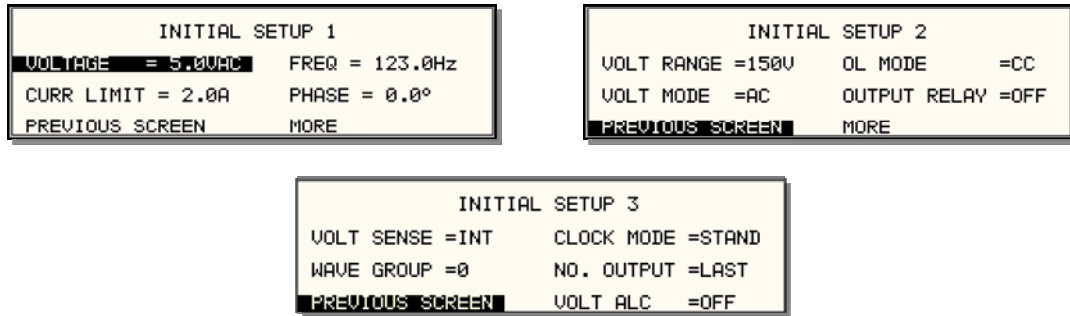 INITIAL SETUP 1
VOLTAGE = 5.0VAC FREQ = 123.0Hz
CURR LIMIT = 2.0A PHASE = 0.0°
PREVIOUS SCREEN MORE
INITIAL SETUP 2
VOLT RANGE =150V OL MODE =CC
VOLT MODE =AC OUTPUT RELAY =OFF
PREVIOUS SCREEN MORE
INITIAL SETUP 3
VOLT SENSE =INT CLOCK MODE =STAND
WAVE GROUP =0 NO. OUTPUT =LAST
PREVIOUS SCREEN VOLT ALC =OFF